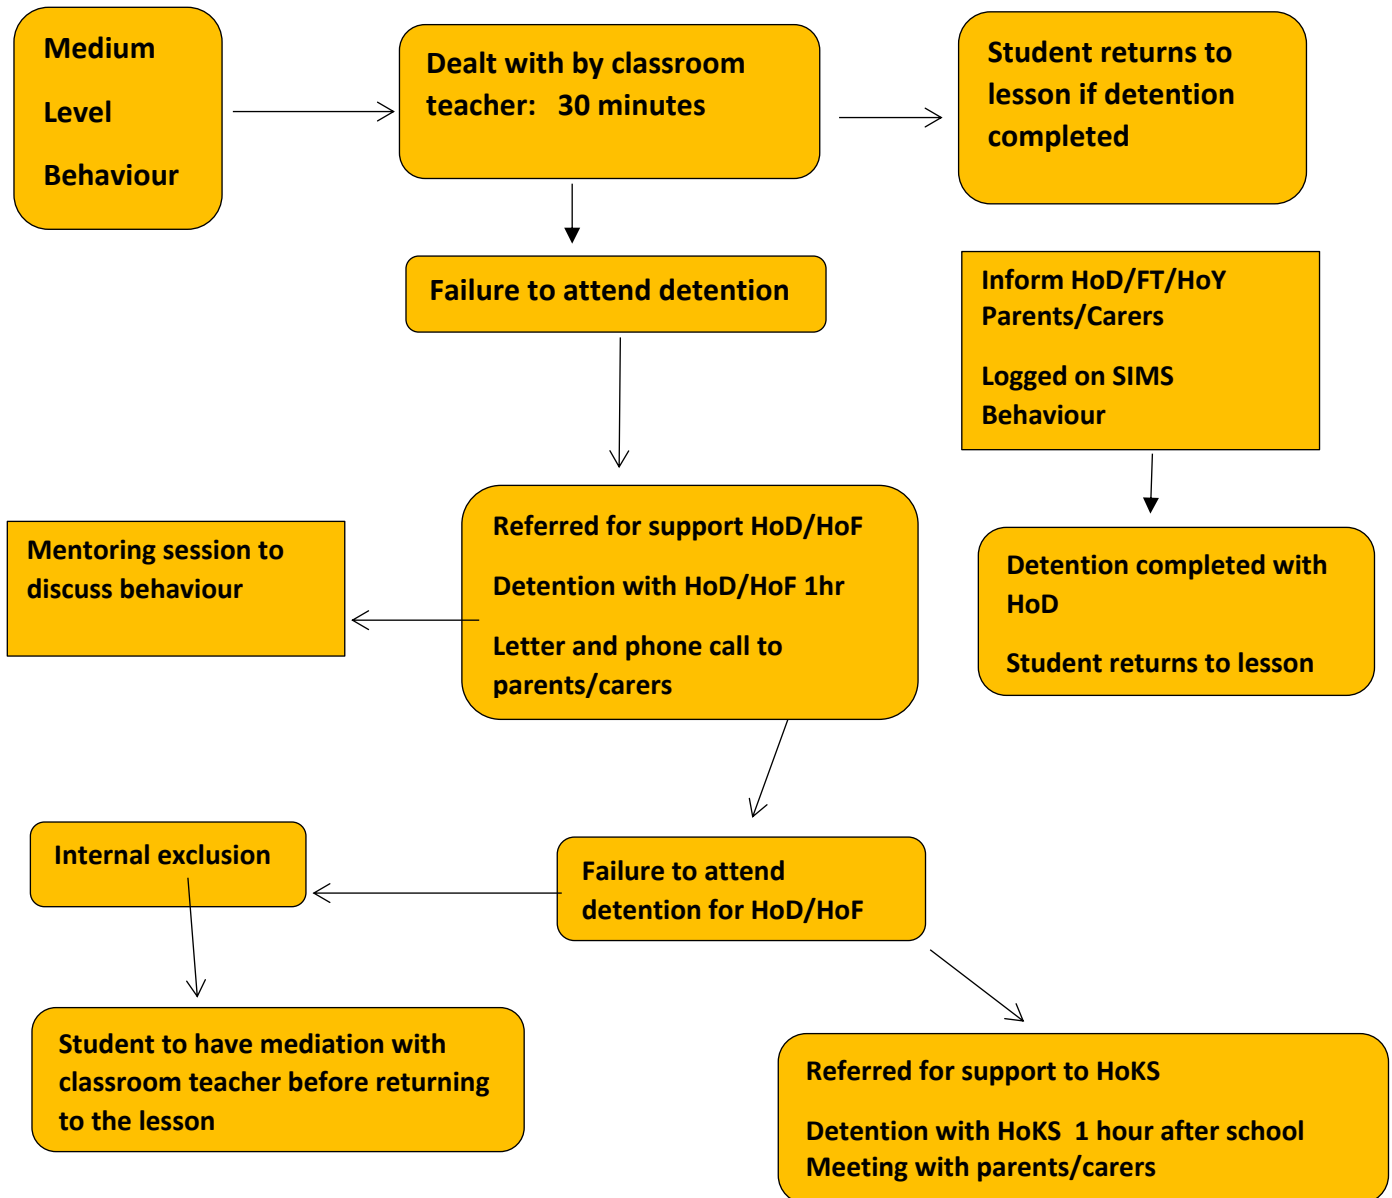 Medium
Level
Behaviour
Dealt with by classroom
teacher: 30 minutes
Student returns to
lesson if detention
completed
Failure to attend detention
Inform HoD/FT/HoY
Parents/Carers
Logged on SIMS
Behaviour
Referred for support HoD/HoF
Detention with HoD/HoF 1hr
Letter and phone call to
parents/carers
Mentoring session to
discuss behaviour
Detention completed with
HoD
Student returns to lesson
Internal exclusion
Failure to attend
detention for HoD/HoF
Student to have mediation with
classroom teacher before returning
to the lesson
Referred for support to HoKS
Detention with HoKS 1 hour after school
Meeting with parents/carers